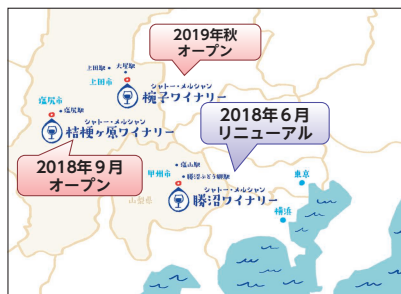 2019年秋
オープン
上田駅
大屋駅
上田市
シャトー・メルシャン
椀子ワイナリー
塩尻市
塩尻駅
シャトー・メルシャン
桔梗ヶ原ワイナリー
2018年6月
リニューアル
2018年9月
オープン
塩山駅
甲州市
勝沼ぶどう郷駅
シャトー・メルシャン
勝沼ワイナリー
山梨県
東京
横浜